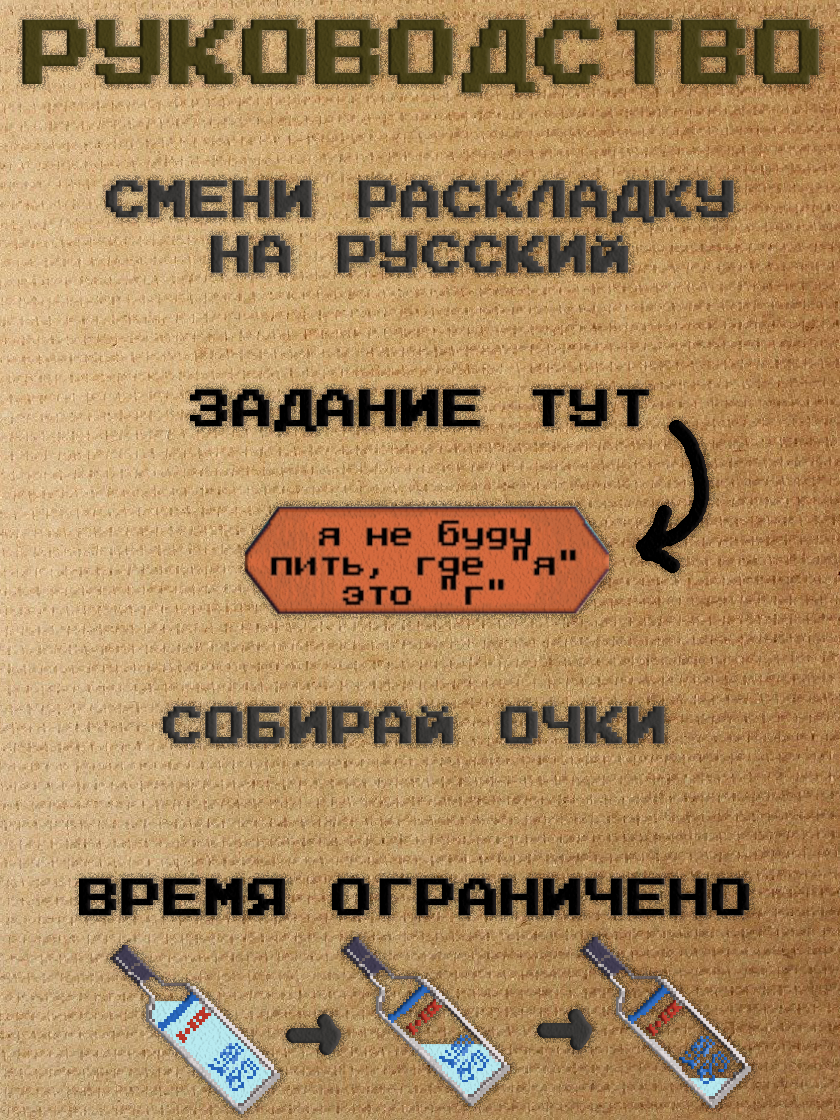 РУКОВОДСТВО
СМЕНИ РАСКЛАДКУ
НА РУССКИЙ
ЗАДАНИЕ ТУТ
я не буду
пить, где "я"
это "г"
СОБИРАЙ ОЧКИ
ВРЕМЯ ОГРАНИЧЕНО